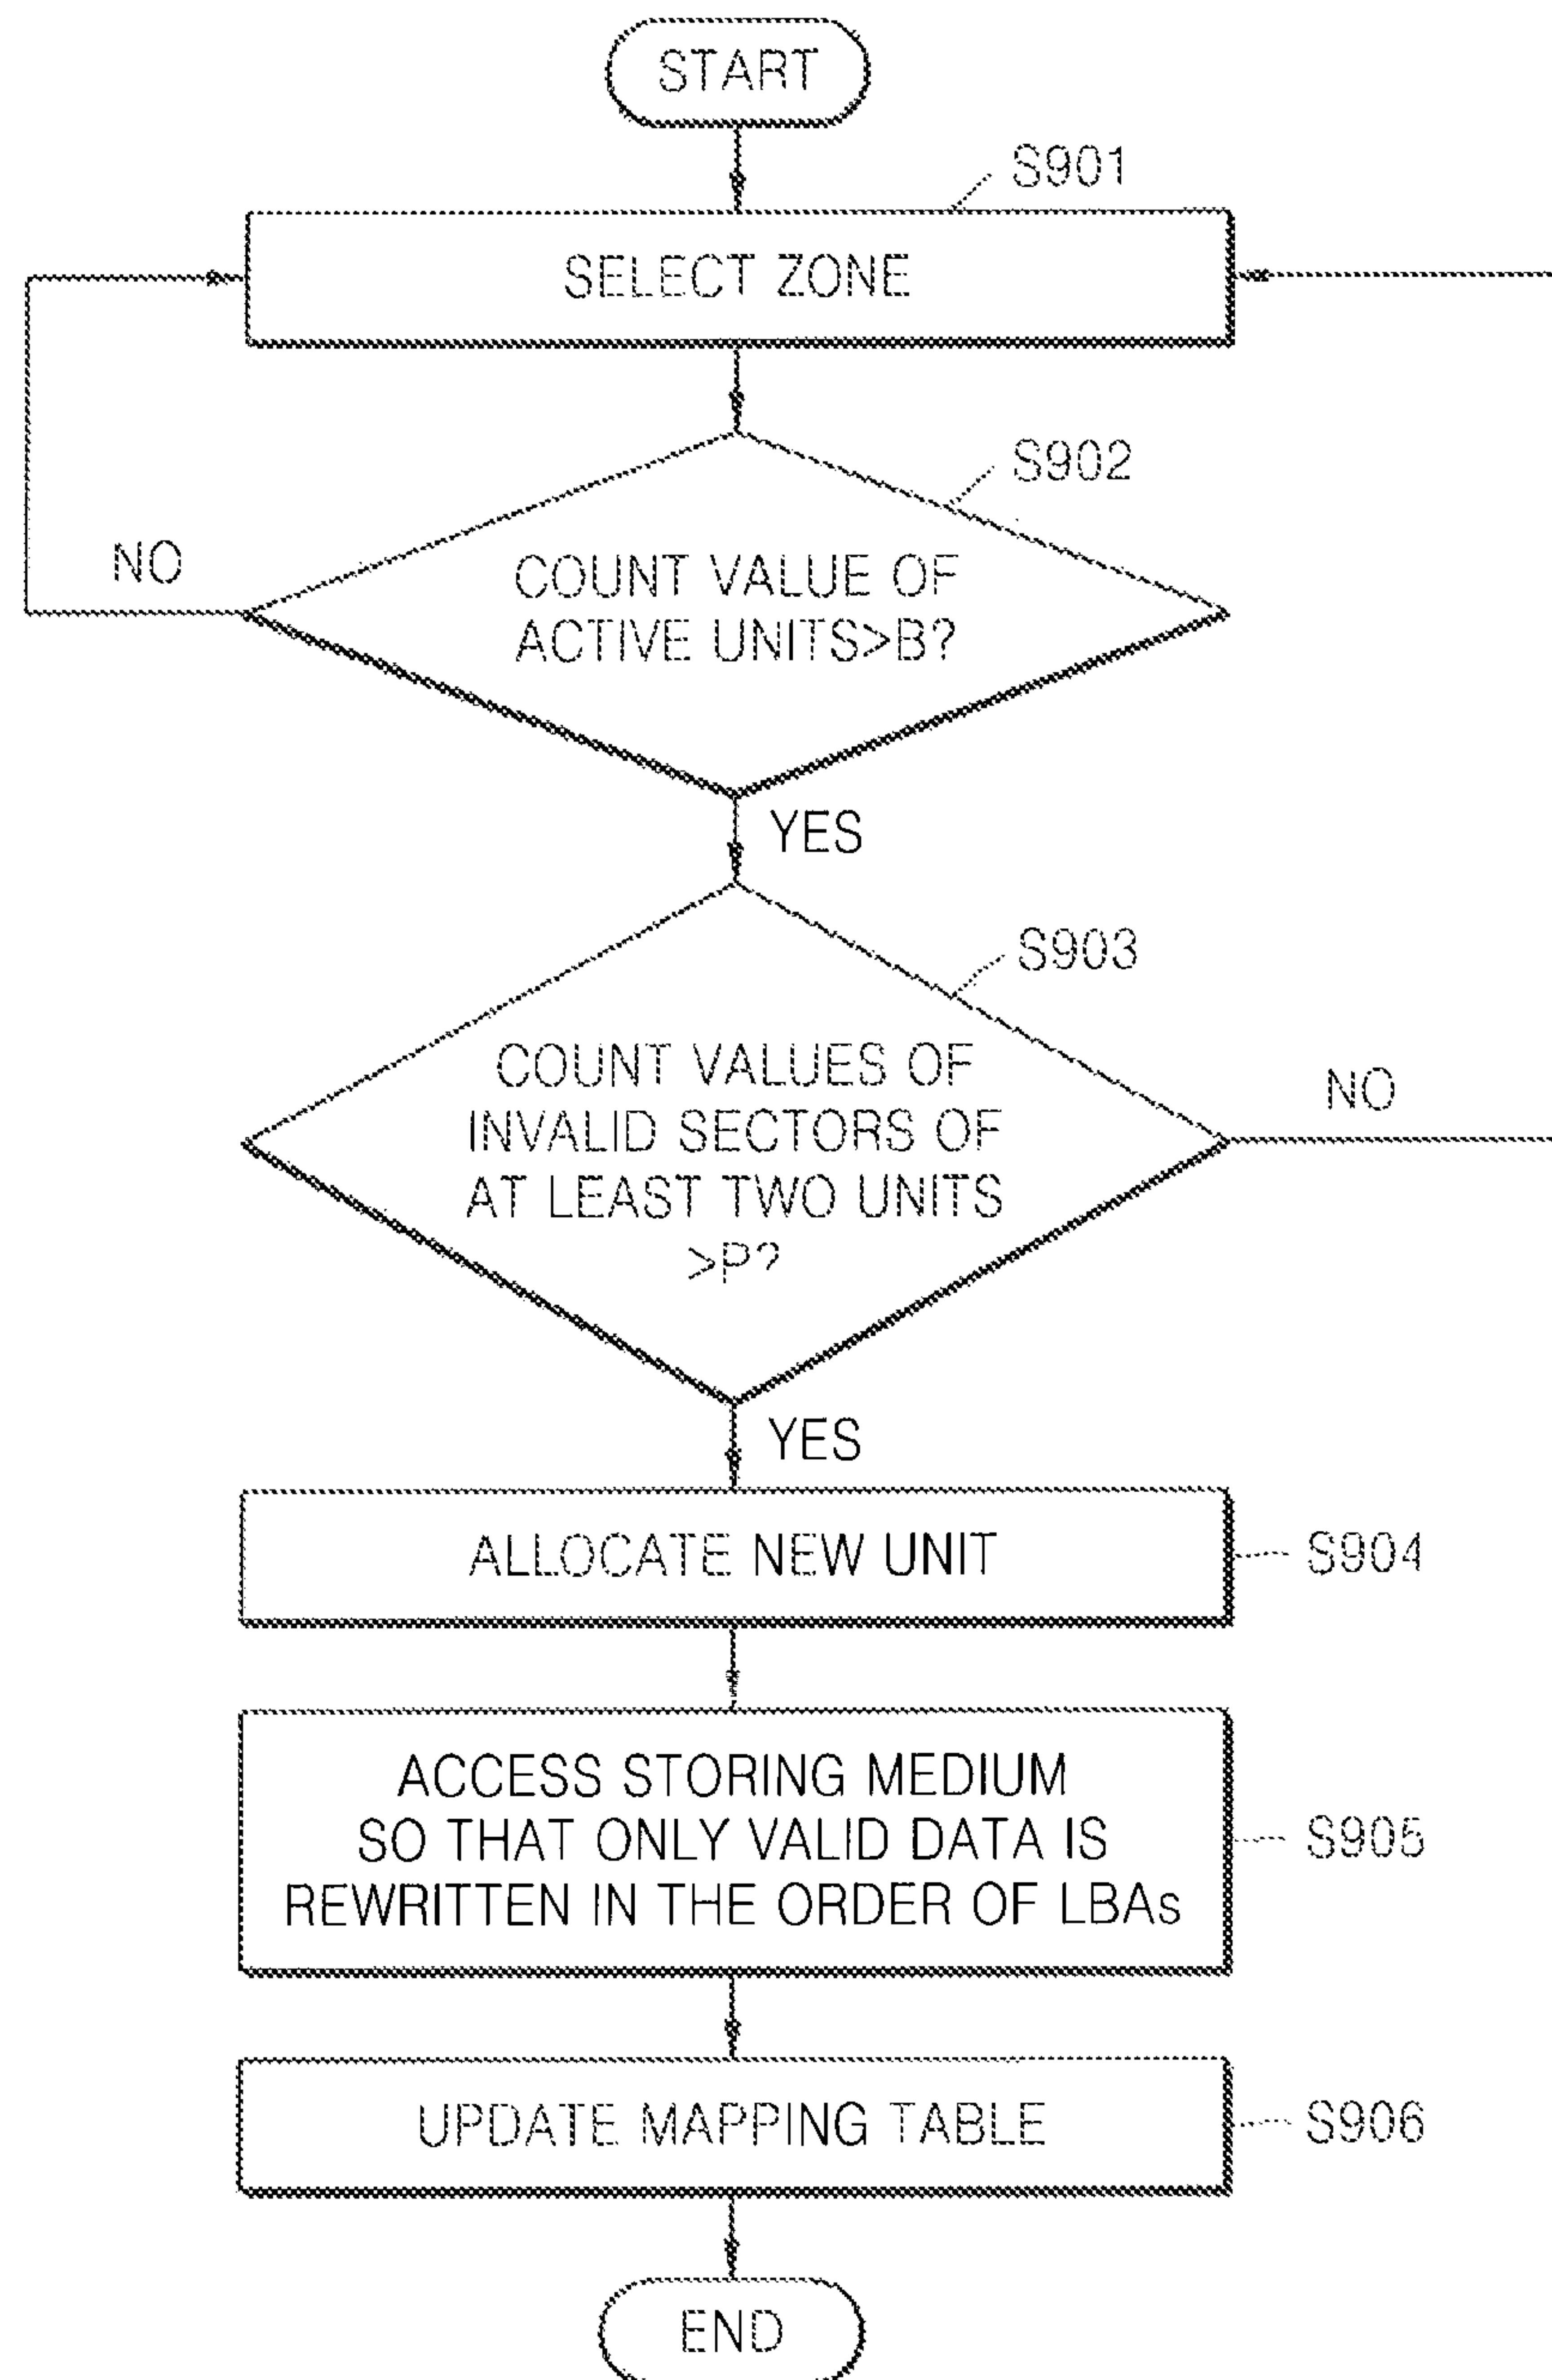 START
S901
SELECT ZONE
S902
NO
COUNT VALUE OF
ACTIVE UNITS>B?
YES
S903
COUNT VALUES OF
INVALID SECTORS OF
AT LEAST TWO UNITS
>P?
NO
YES
ALLOCATE NEW UNIT
S904
ACCESS STORING MEDIUM
SO THAT ONLY VALID DATA IS
REWRITTEN IN THE ORDER OF LBAs
S905
UPDATE MAPPING TABLE
S906
END